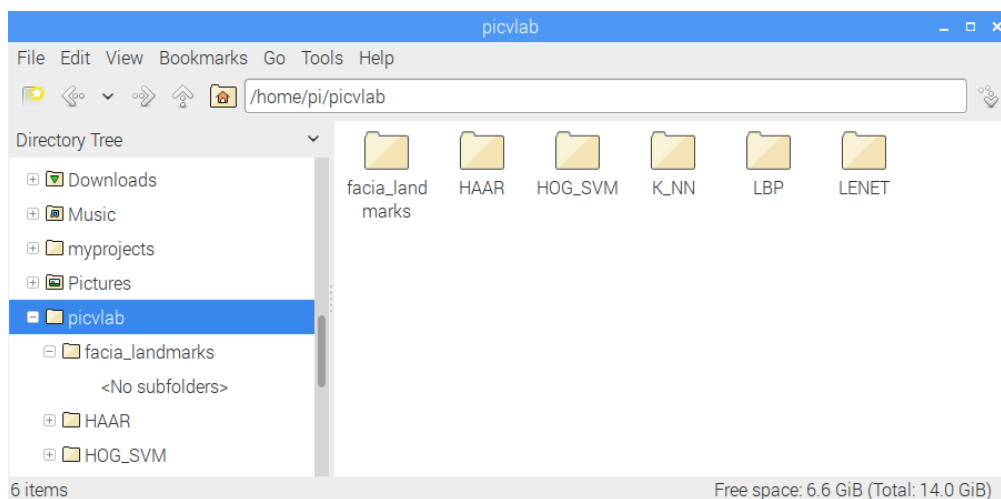 picvlab
File Edit View Bookmarks Go Tools Help
/home/pi/picvlab
Directory Tree
Downloads
Music
myprojects
Pictures
picvlab
facia_landmarks
<No subfolders>
HAAR
HOG_SVM
facia_land
marks
HAAR
HOG_SVM
K_NN
LBP
LENET
6 items
Free space: 6.6 GiB (Total: 14.0 GiB)